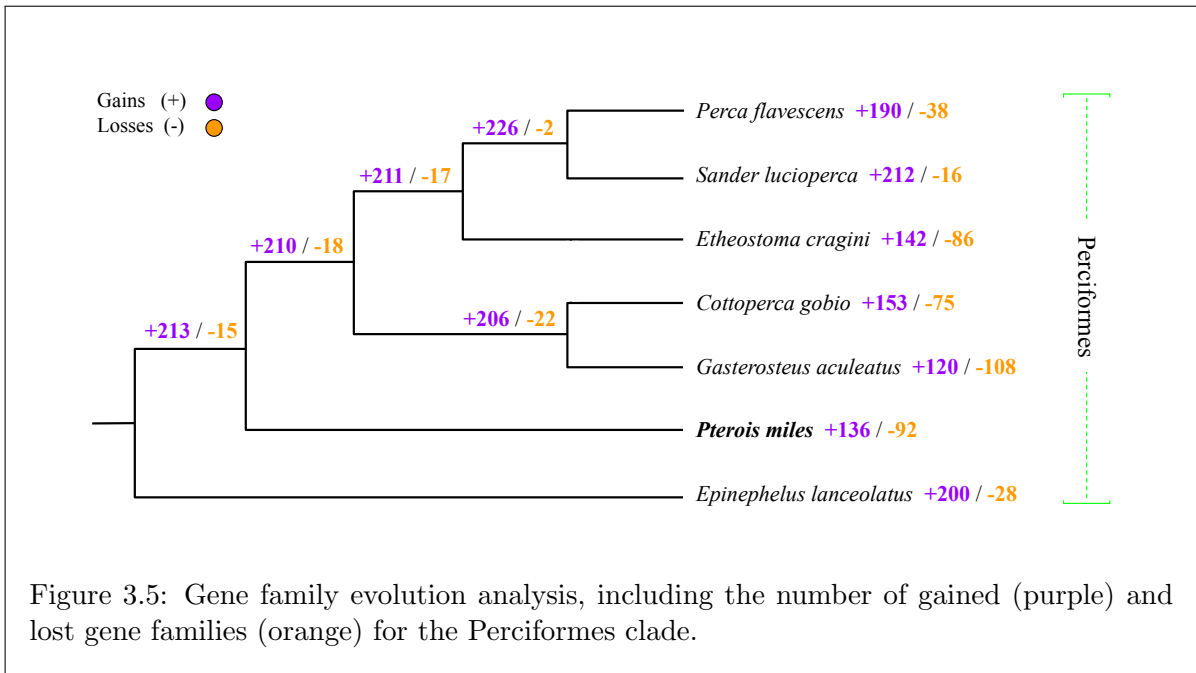 Gains (+)
Losses (-)
+226 / -2
Perca flavescens +190 / -38
+211 / -17
Sander lucioperca +212 / -16
+210 / -18
Etheostoma cragini +142 / -86
+206 / -22
Cottoperca gobio +153 / -75
+213 / -15
Gasterosteus aculeatus +120 / -108
Pterois miles +136 / -92
Epinephelus lanceolatus +200 / -28
Perciformes
Figure 3.5: Gene family evolution analysis, including the number of gained (purple) and
lost gene families (orange) for the Perciformes clade.